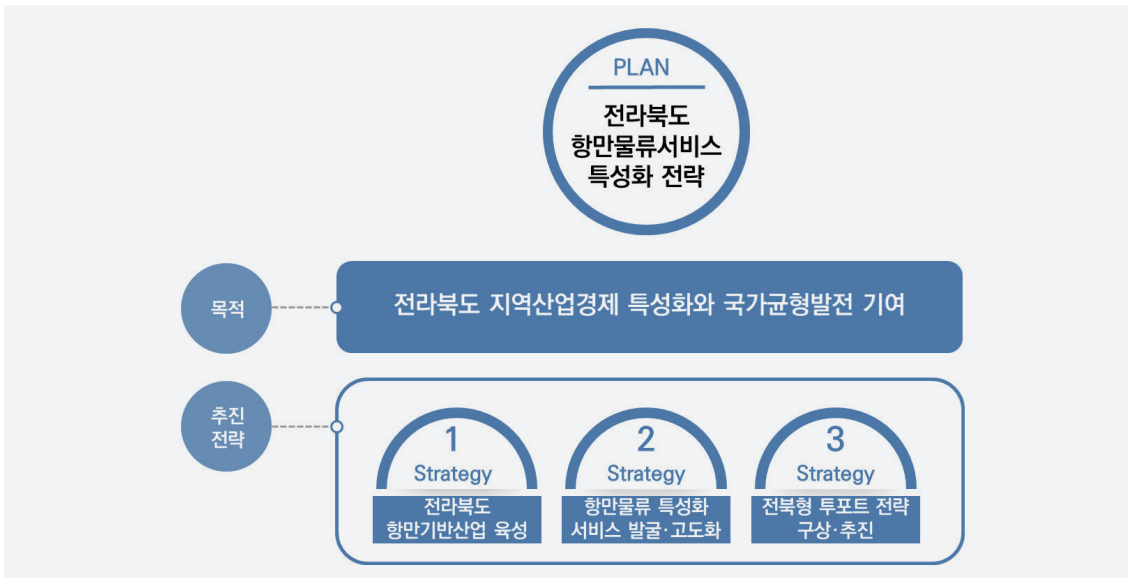 PLAN
전라북도
항만물류서비스
특성화 전략
목적
전라북도 지역산업경제 특성화와 국가균형발전 기여
추진
전략
1
Strategy
전라북도
항만기반산업 육성
2
Strategy
항만물류 특성화
서비스 발굴·고도화
3
Strategy
전북형 투포트 전략
구상·추진